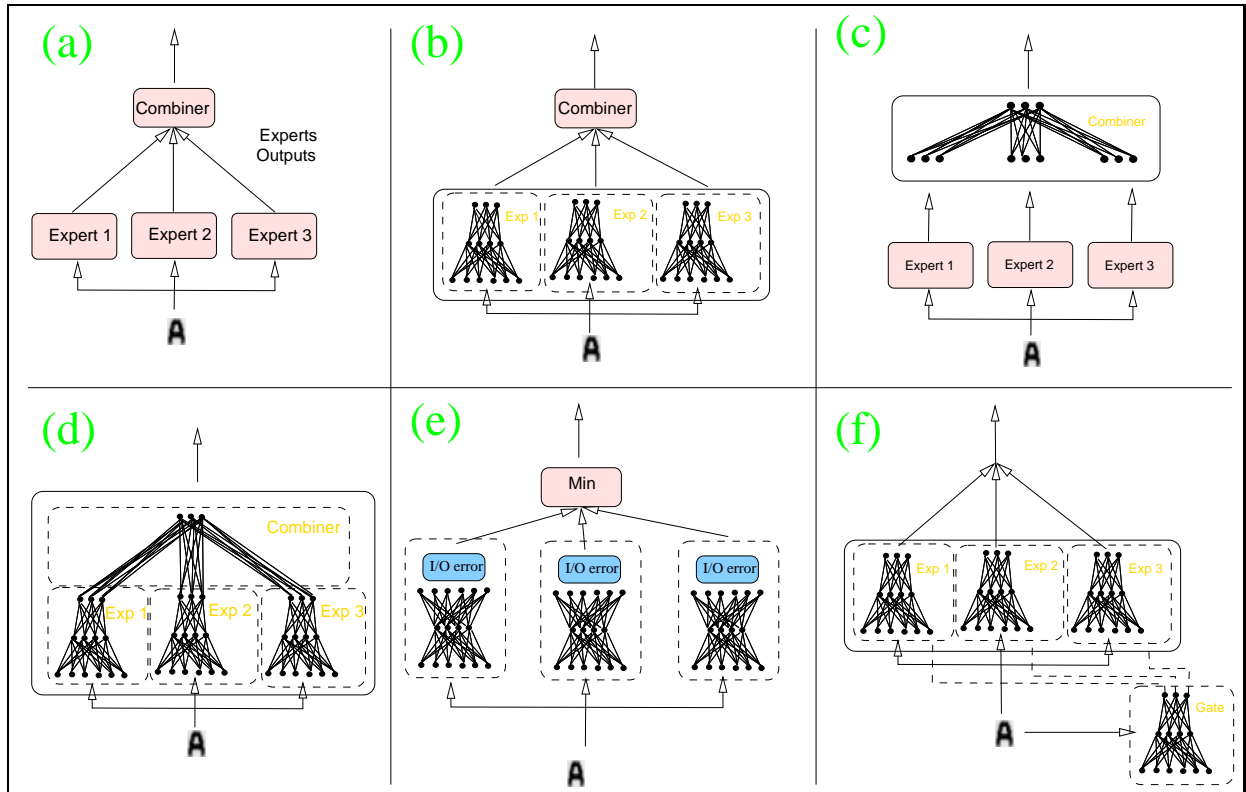 (a)
Combiner
Experts
Outputs
Expert 1
Expert 2
Expert 3
A
(b)
Combiner
Exp 1
Exp 2
Exp 3
A
(c)
Combiner
Expert 1
Expert 2
Expert 3
A
(d)
Combiner
Exp 1
Exp 2
Exp 3
A
(e)
Min
I/O error
I/O error
I/O error
A
(f)
Exp 1
Exp 2
Exp 3
Gate
A